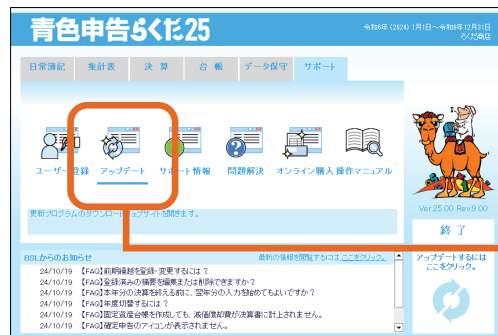 青色申告らくだ25
令和6年 (2024) 1月1日～令和6年12月31日
らくだ商店
日常簿記 集計表 決 算 台 帳 データ保守 サポート
ユーザー登録 アップデート サポート情報 問題解決 オンライン購入 操作マニュアル
更新プログラムのダウンロードウェブサイトを開きます。
Ver.25.00 Rev.9.00
終 了
BSLからのお知らせ 最新の情報を閲覧するには ここをクリック。
24/10/19 【FAQ】前期繰越を登録・変更するには？
24/10/19 【FAQ】登録済みの摘要を編集または削除できますか？
24/10/19 【FAQ】本年分の決算を終える前に、翌年分の入力を始めてもよいですか？
24/10/19 【FAQ】年度切替するには？
24/10/19 【FAQ】固定資産台帳を作成しても、減価償却費が決算書に計上されません。
24/10/19 【FAQ】確定申告のアイコンが表示されません。
アップデートするには
ここをクリック。